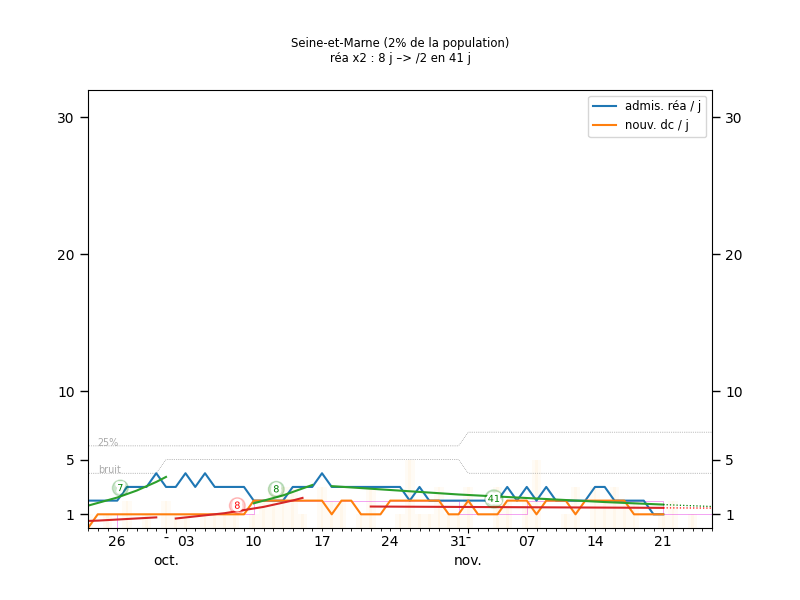 Seine-et-Marne (2% de la population)
réa x2 : 8 j –> /2 en 41 j
admis. réa / j
nouv. dc / j
30 30
20 20
10 10
25%
5 5
bruit
7 8 8 41
1 1
26 - 03 10 17 24 31 - 07 14 21
oct. nov.